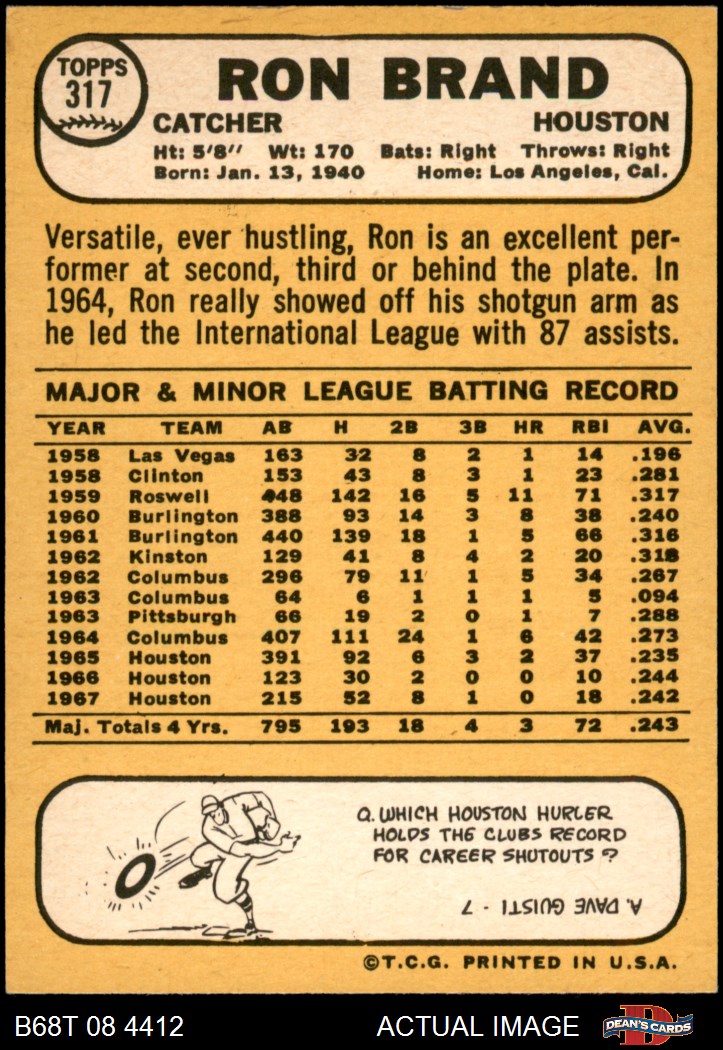 TOPPS
317
RON BRAND
CATCHER HOUSTON
Ht: 5'8" Wt: 170 Bats: Right Throws: Right
Born: Jan. 13, 1940 Home: Los Angeles, Cal.
Versatile, ever hustling, Ron is an excellent per-
former at second, third or behind the plate. In
1964, Ron really showed off his shotgun arm as
he led the International League with 87 assists.
MAJOR & MINOR LEAGUE BATTING RECORD
YEAR TEAM AB H 2B 3B HR RBI AVG.
1958 Las Vegas 163 32 8 2 1 14 .196
1958 Clinton 153 43 8 3 1 23 .281
1959 Roswell 448 142 16 5 11 71 .317
1960 Burlington 388 93 14 3 8 38 .240
1961 Burlington 440 139 18 1 5 66 .316
1962 Kinston 129 41 8 4 2 20 .318
1962 Columbus 296 79 11 1 5 34 .267
1963 Columbus 64 6 1 1 1 5 .094
1963 Pittsburgh 66 19 2 0 1 7 .288
1964 Columbus 407 111 24 1 6 42 .273
1965 Houston 391 92 6 3 2 37 .235
1966 Houston 123 30 2 0 0 10 .244
1967 Houston 215 52 8 1 0 18 .242
Maj. Totals 4 Yrs. 795 193 18 4 3 72 .243
Q. WHICH HOUSTON HURLER
HOLDS THE CLUBS RECORD
FOR CAREER SHUTOUTS ?
A. DAVE GUISTI - 7
©T.C.G. PRINTED IN U.S.A.
B68T 08 4412 ACTUAL IMAGE D DEAN'S CARDS